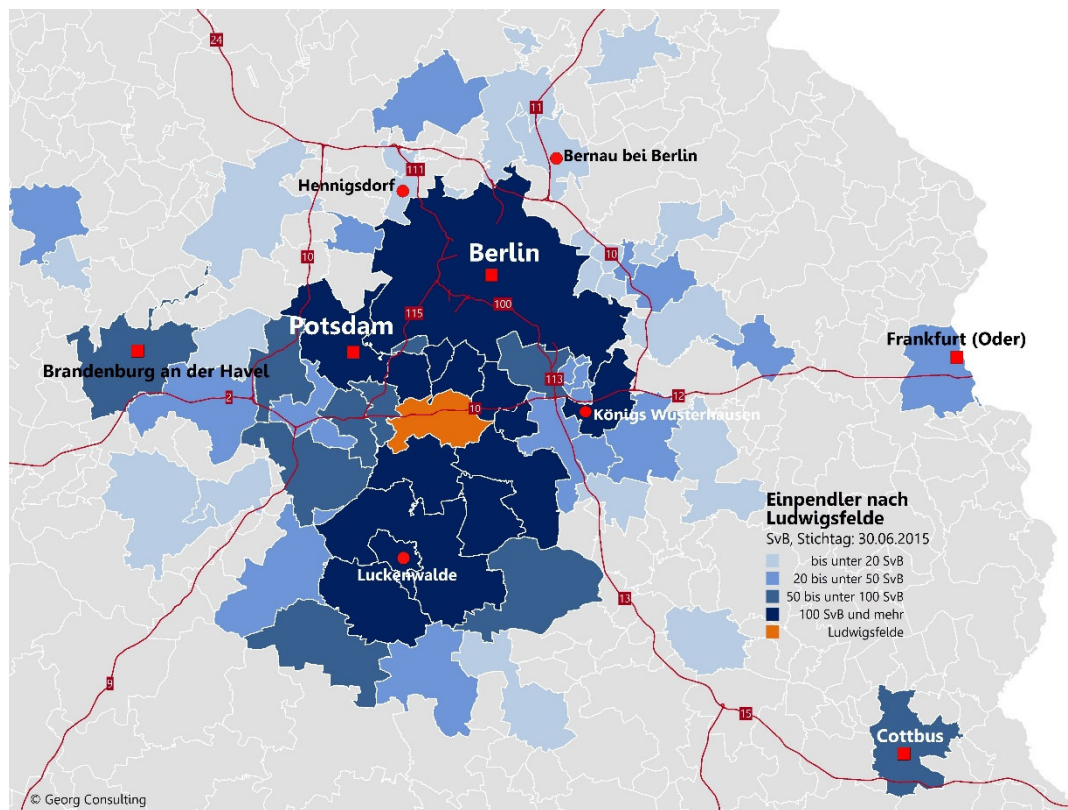 24
11
111
Bernau bei Berlin
Hennigsdorf
10
Berlin
10
115
100
Potsdam
Frankfurt (Oder)
Brandenburg an der Havel
113
2
12
10
Königs Wusterhausen
Einpendler nach
Ludwigsfelde
SvB, Stichtag: 30.06.2015
bis unter 20 SvB
20 bis unter 50 SvB
50 bis unter 100 SvB
100 SvB und mehr
Ludwigsfelde
Luckenwalde
13
9
15
Cottbus
© Georg Consulting